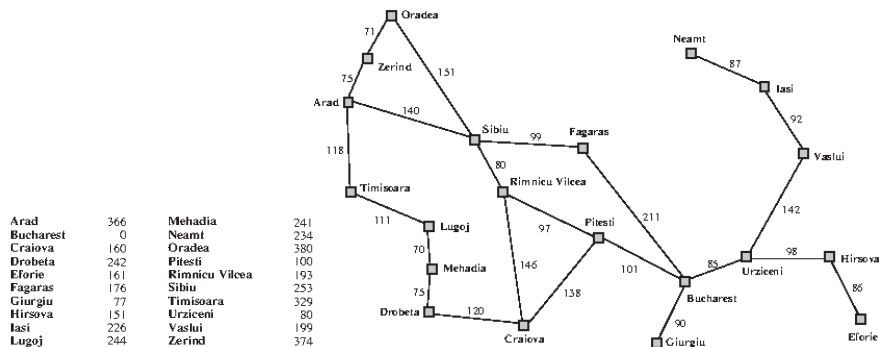 Oradea
71
Neamt
Zerind
87
151
75
Iasi
Arad
140
92
Sibiu
99
Fagaras
118
Vaslui
80
Timisoara
Rimnicu Vilcea
111
Lugoj
Pitesti
211
142
97
70
98
Hirsova
146
101
85
Mehadia
Urziceni
138
86
75
Bucharest
Drobeta
120
90
Craiova
Giurgiu
Eforie
Arad 366 Mehadia 241
Bucharest 0 Neamt 234
Craiova 160 Oradea 380
Drobeta 242 Pitesti 100
Eforie 161 Rimnicu Vilcea 193
Fagaras 176 Sibiu 253
Giurgiu 77 Timisoara 329
Hirsova 151 Urziceni 80
Iasi 226 Vaslui 199
Lugoj 244 Zerind 374